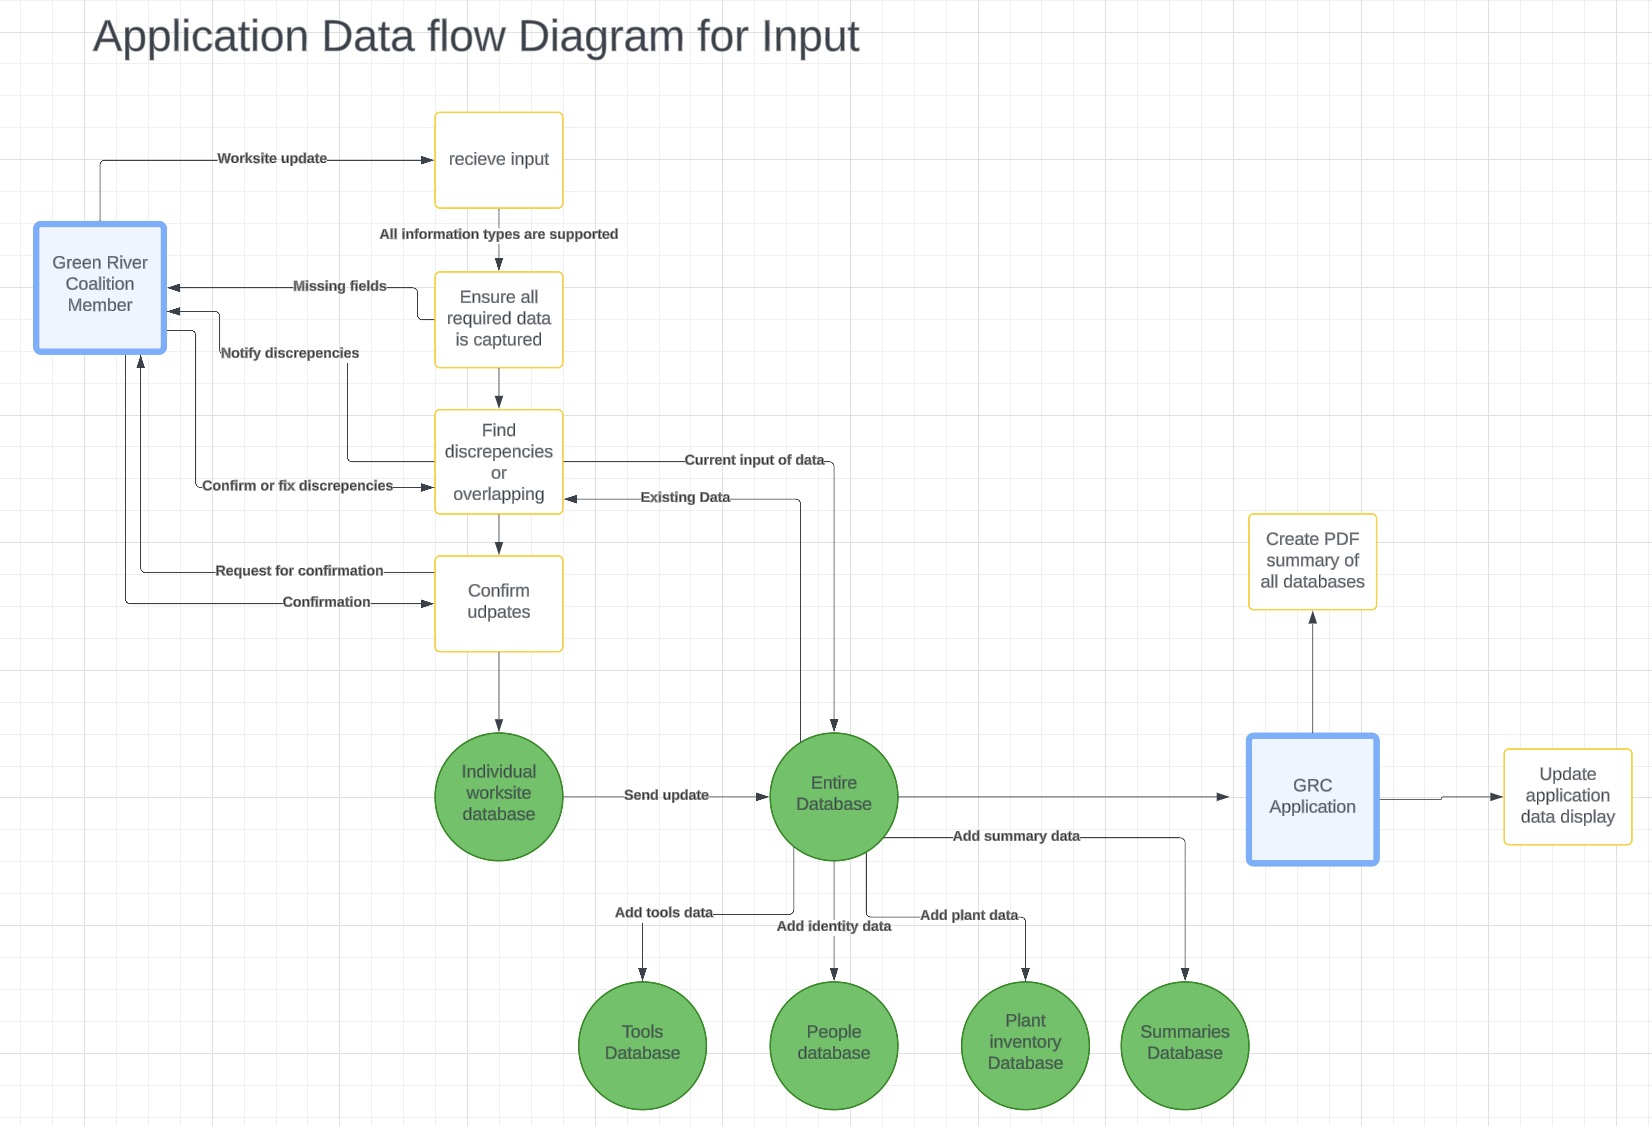 Application Data flow Diagram for Input
Worksite update
recieve input
All information types are supported
Green River
Coalition
Member
Missing fields
Ensure all
required data
is captured
Notify discrepencies
Find
discrepencies
or
overlapping
Current input of data
Confirm or fix discrepencies
Existing Data
Request for confirmation
Confirmation
Confirm
udpates
Create PDF
summary of
all databases
Individual
worksite
database
Send update
Entire
Database
GRC
Application
Update
application
data display
Add summary data
Add tools data
Add identity data
Add plant data
Tools
Database
People
database
Plant
inventory
Database
Summaries
Database